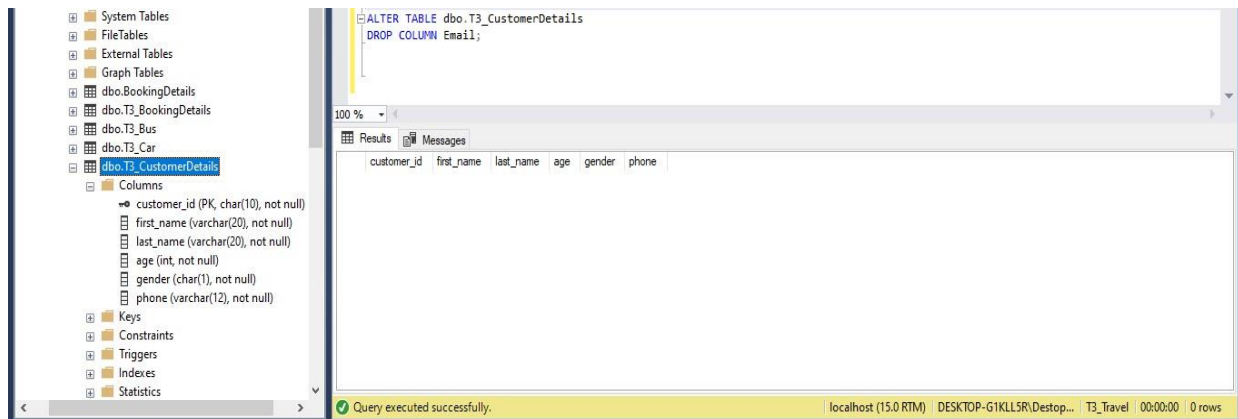 System Tables
FileTables
External Tables
Graph Tables
dbo.BookingDetails
dbo.T3_BookingDetails
dbo.T3_Bus
dbo.T3_Car
dbo.T3_CustomerDetails
Columns
customer_id (PK, char(10), not null)
first_name (varchar(20), not null)
last_name (varchar(20), not null)
age (int, not null)
gender (char(1), not null)
phone (varchar(12), not null)
Keys
Constraints
Triggers
Indexes
Statistics
ALTER TABLE dbo.T3_CustomerDetails
DROP COLUMN Email;
100 %
Results Messages
customer_id first_name last_name age gender phone
Query executed successfully. localhost (15.0 RTM) DESKTOP-G1KLL5R\Destop... T3_Travel 00:00:00 0 rows